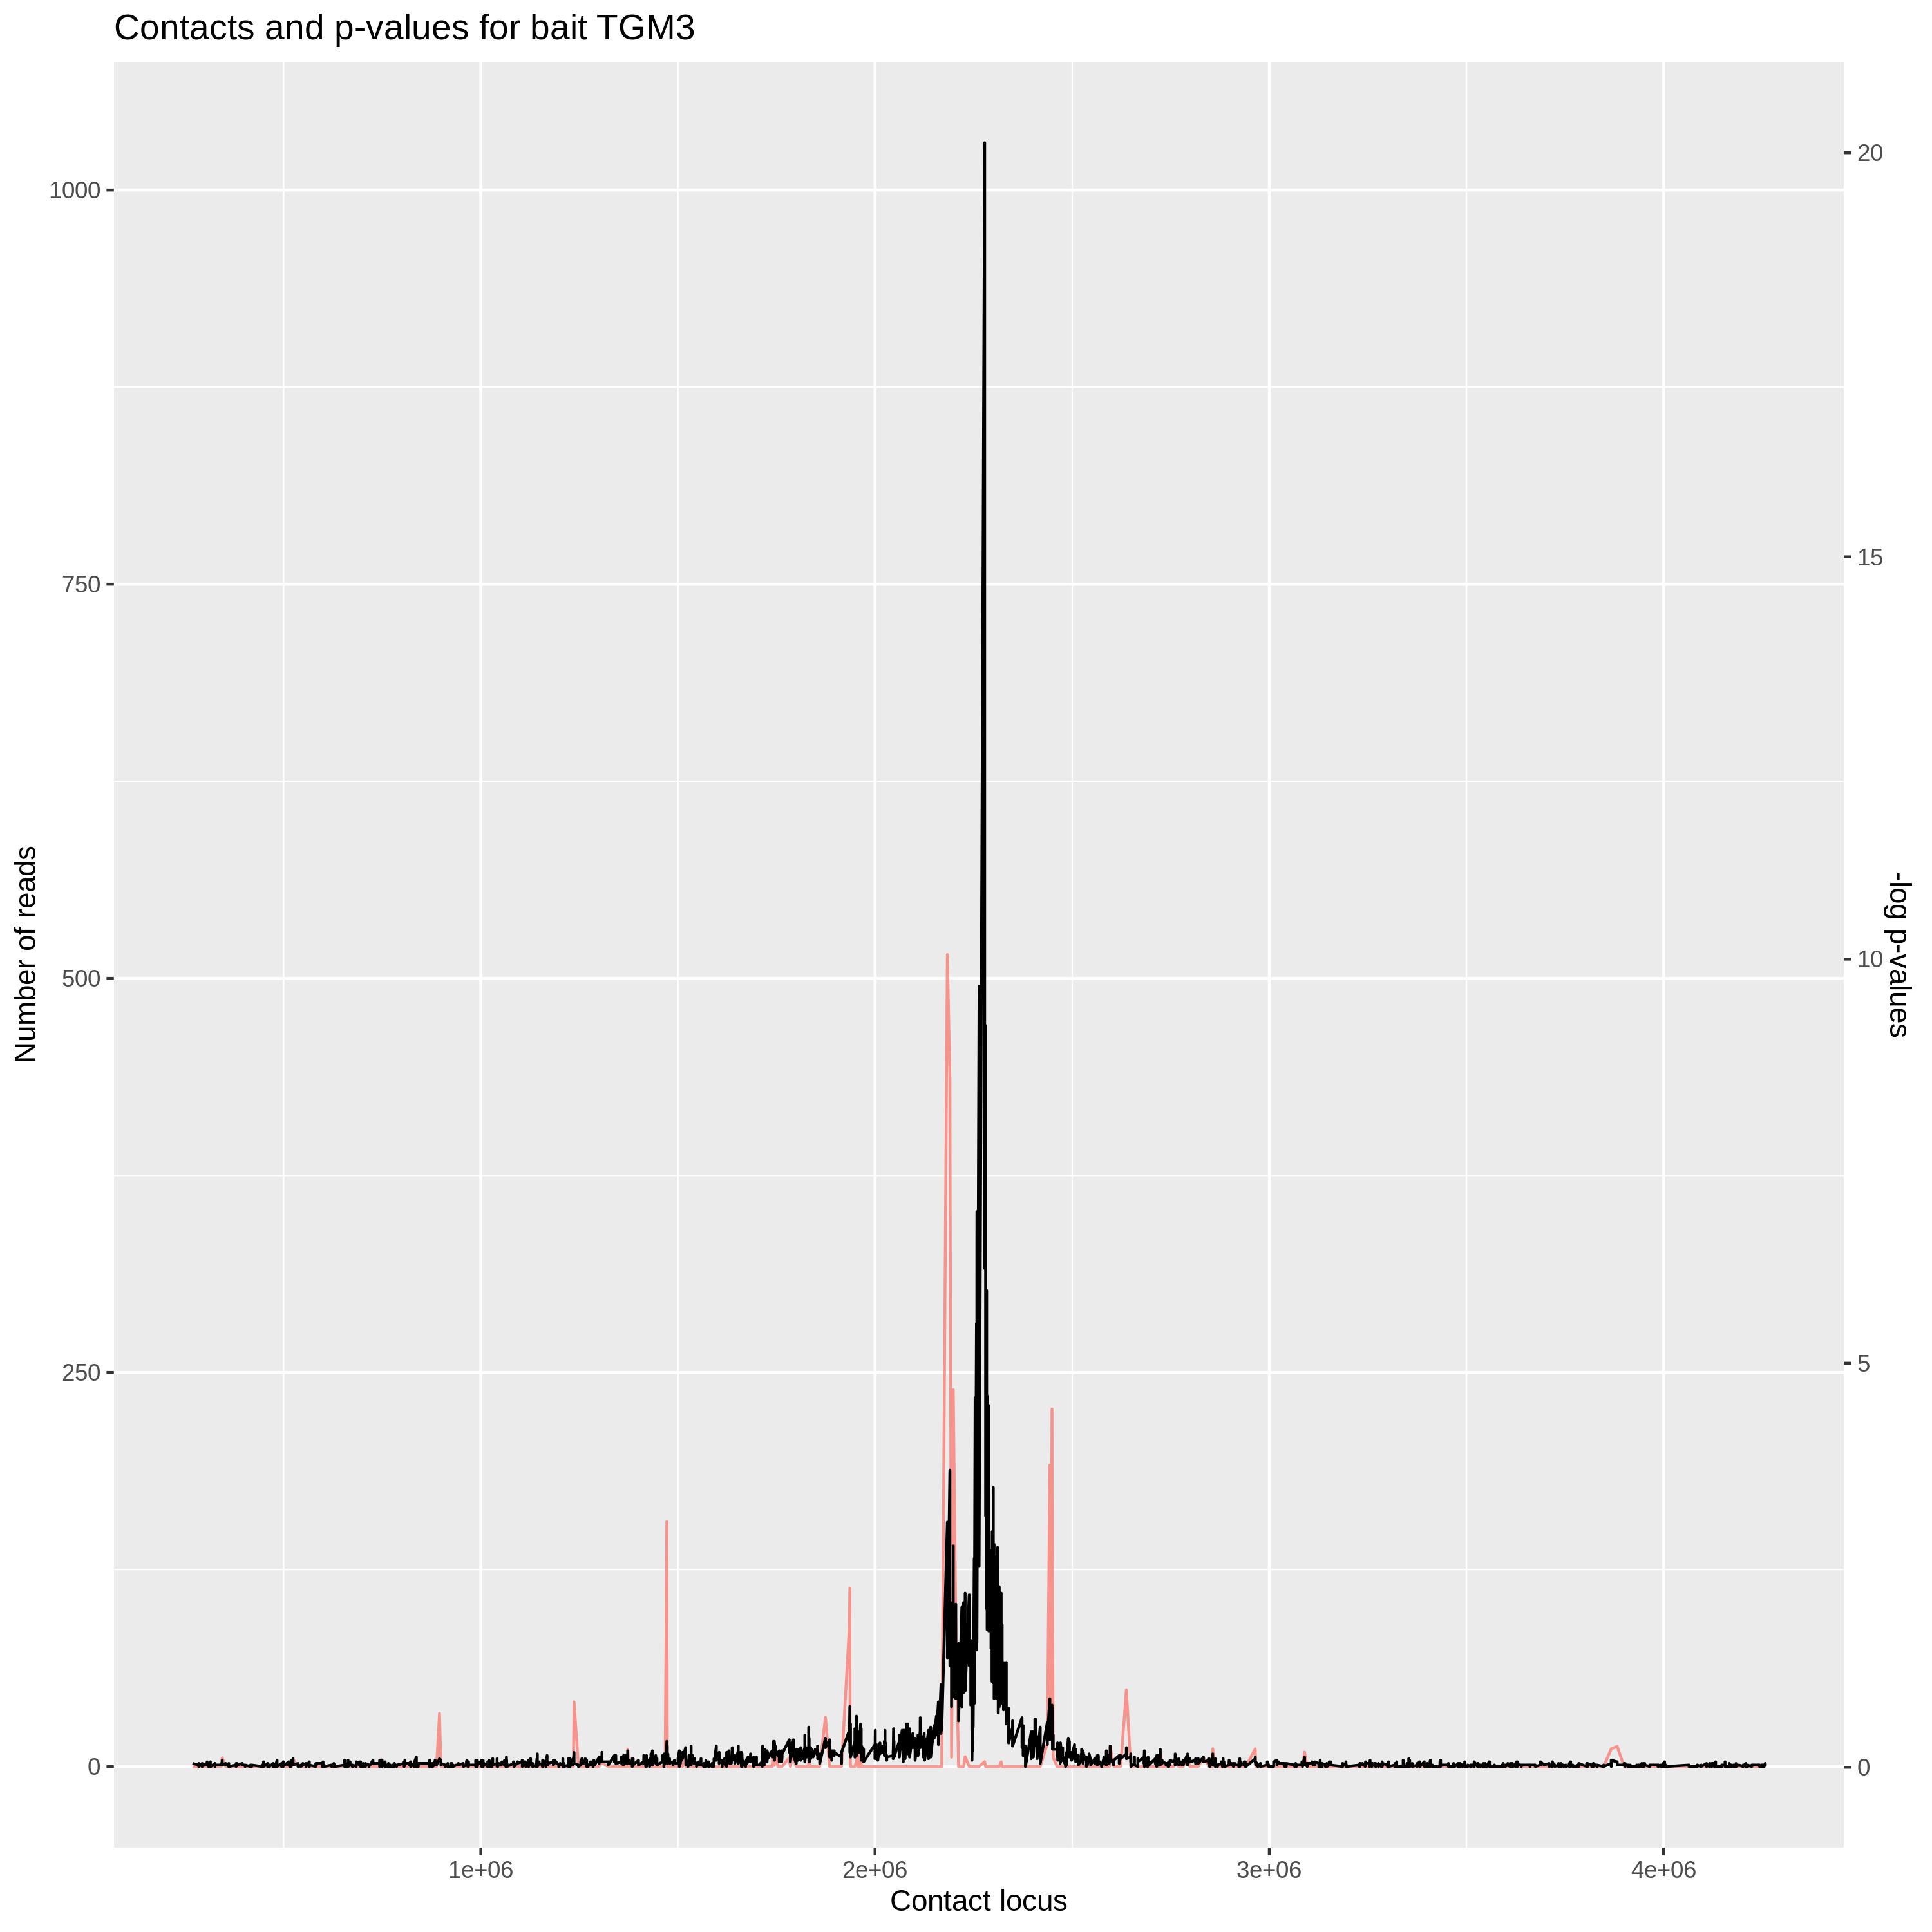 Contacts and p-values for bait TGM3
1000
750
500
250
0
Number of reads
20
15
10
5
0
-log p-values
1e+06
2e+06
3e+06
4e+06
Contact locus